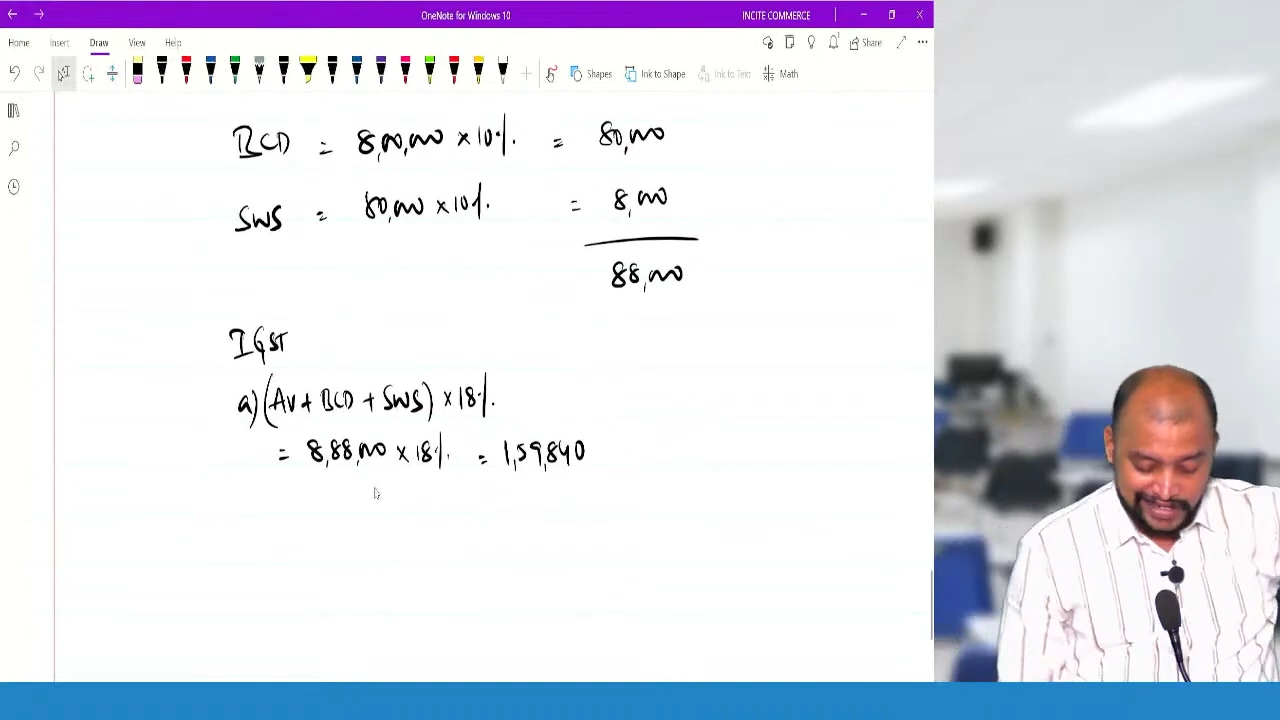 OneNote for Windows 10
INCITE COMMERCE
Home Insert Draw View Help
Share
Shapes Ink to Shape Ink to Text Math
BCD = 8,00,000 × 10% = 80,000
SWS = 80,000 × 10% = 8,000
88,000
IGST
a) (AV + BCD + SWS) × 18%
= 8,88,000 × 18% = 1,59,840